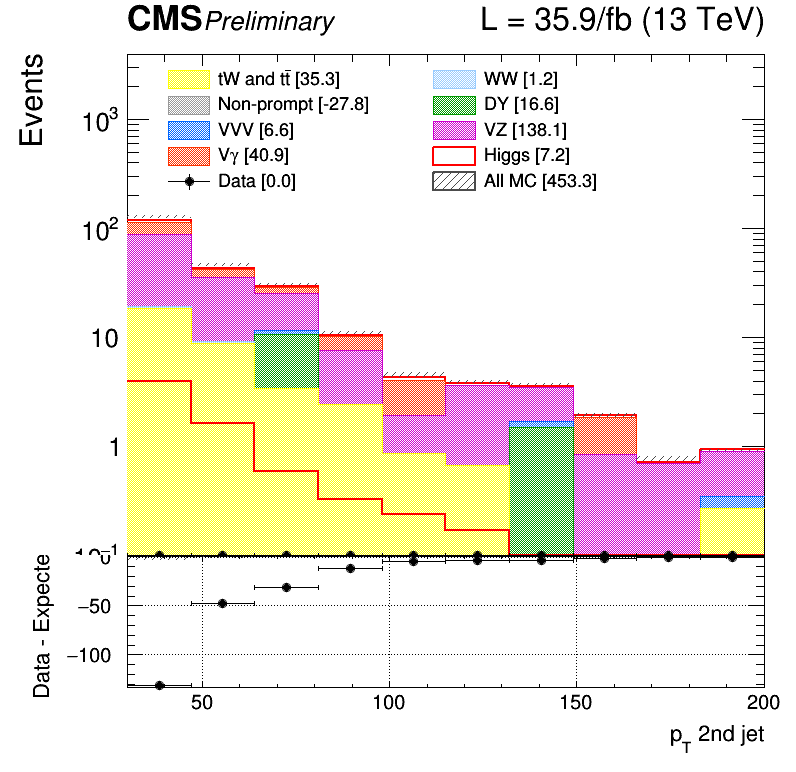 CMS Preliminary L = 35.9/fb (13 TeV)
Events
tW and tt̄ [35.3] WW [1.2]
Non-prompt [-27.8] DY [16.6]
VVV [6.6] VZ [138.1]
Vγ [40.9] Higgs [7.2]
Data [0.0] All MC [453.3]
10³
10²
10
1
Data - Expecte
−50
−100
50 100 150 200
p_T 2nd jet